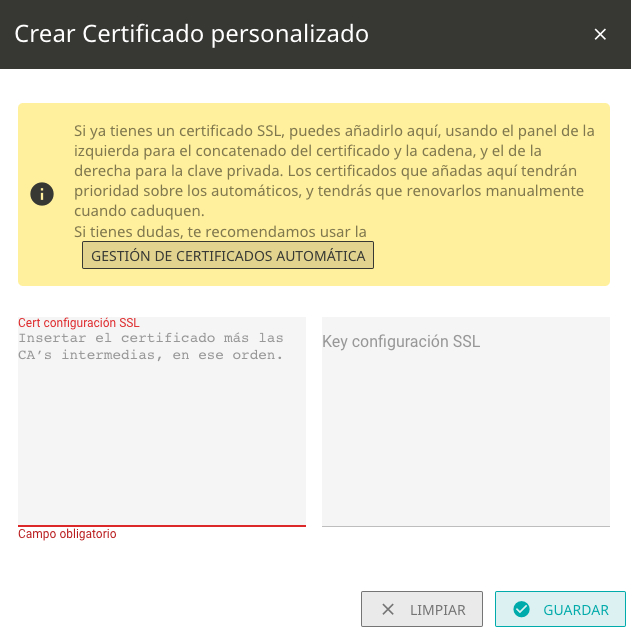 Crear Certificado personalizado
Si ya tienes un certificado SSL, puedes añadirlo aquí, usando el panel de la
izquierda para el concatenado del certificado y la cadena, y el de la
derecha para la clave privada. Los certificados que añadas aquí tendrán
prioridad sobre los automáticos, y tendrás que renovarlos manualmente
cuando caduquen.
Si tienes dudas, te recomendamos usar la
GESTIÓN DE CERTIFICADOS AUTOMÁTICA
Cert configuración SSL
Insertar el certificado más las
CA's intermedias, en ese orden.
Key configuración SSL
Campo obligatorio
LIMPIAR
GUARDAR